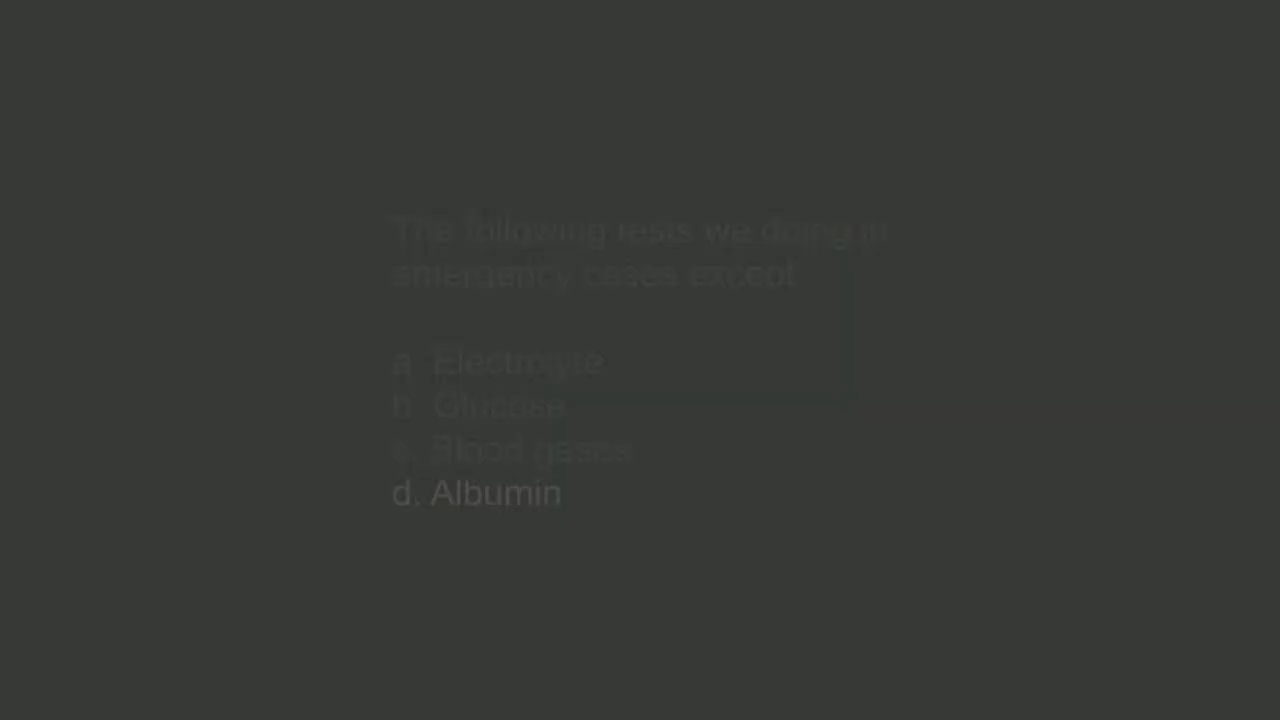 The following tests we doing in
emergency cases except
a. Electrolyte
b. Glucose
c. Blood gases
d. Albumin